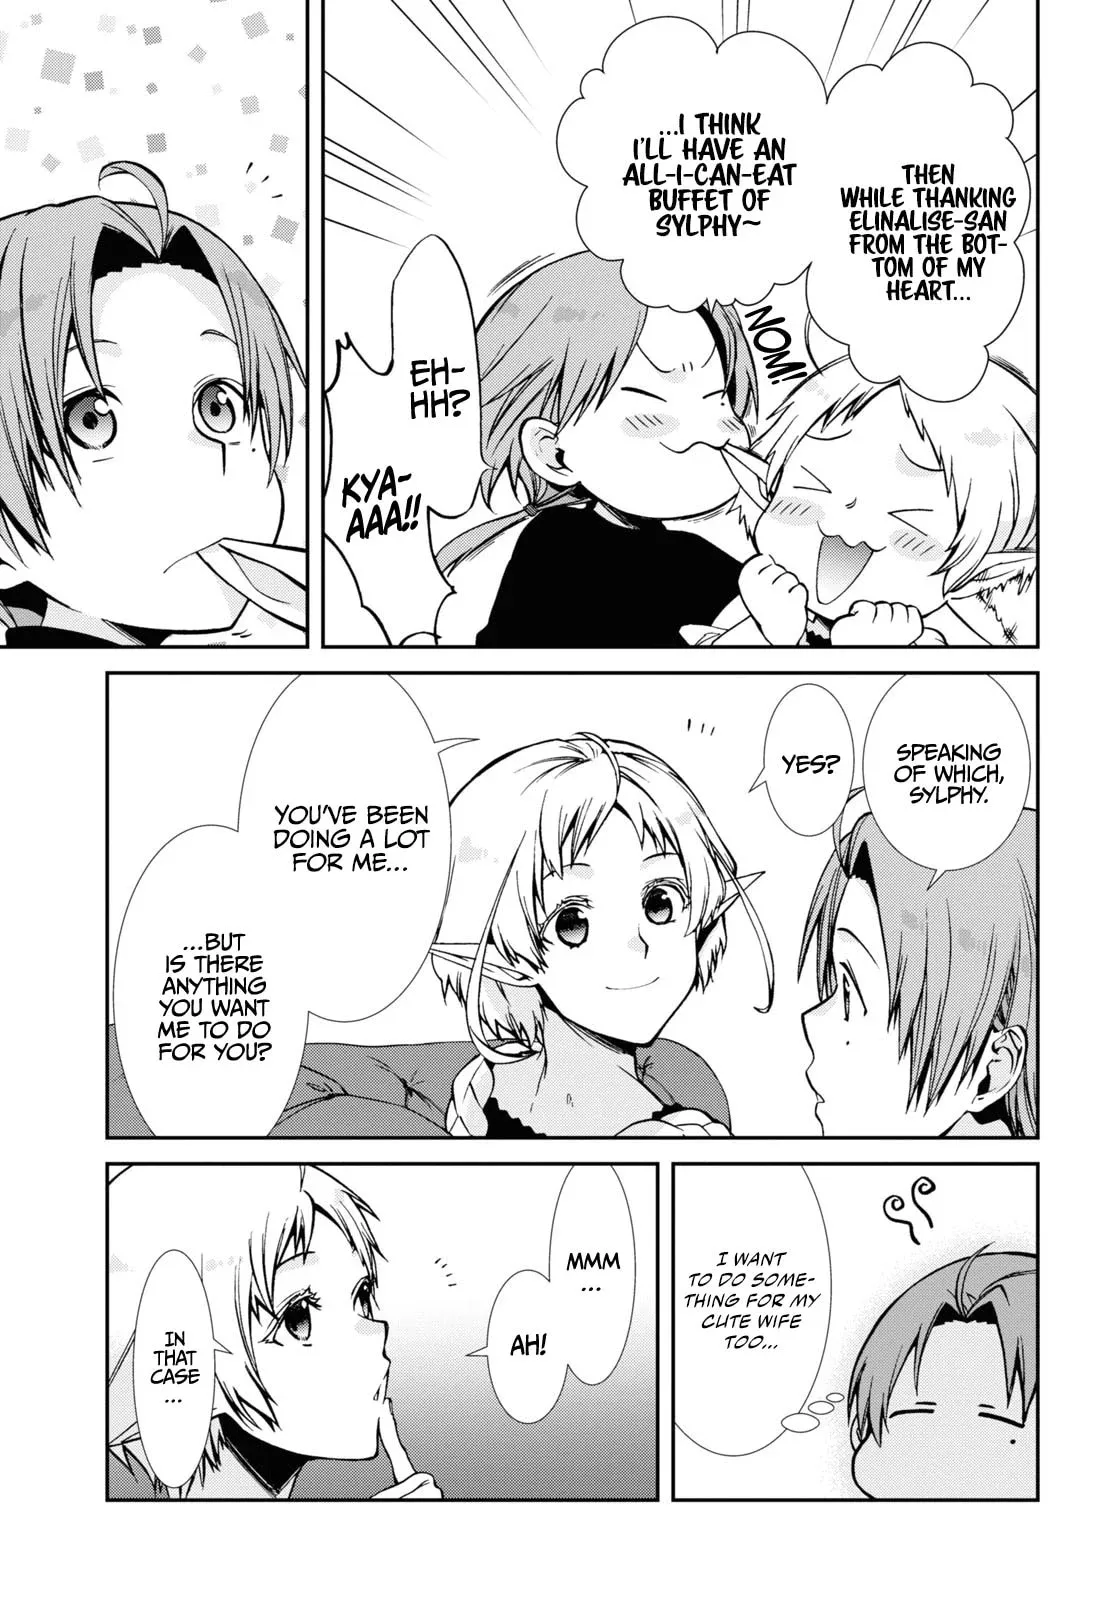 THEN
WHILE THANKING
ELINALISE-SAN
FROM THE BOT-
TOM OF MY
HEART...
...I THINK
I'LL HAVE AN
ALL-I-CAN-EAT
BUFFET OF
SYLPHY~
NOM!
EH-
HH?
KYA-
AAA!!
SPEAKING
OF WHICH,
SYLPHY.
YES?
YOU'VE BEEN
DOING A LOT
FOR ME...
...BUT
IS THERE
ANYTHING
YOU WANT
ME TO DO
FOR YOU?
I WANT
TO DO SOME-
THING FOR MY
CUTE WIFE
TOO...
MMM
...
AH!
IN
THAT
CASE
...